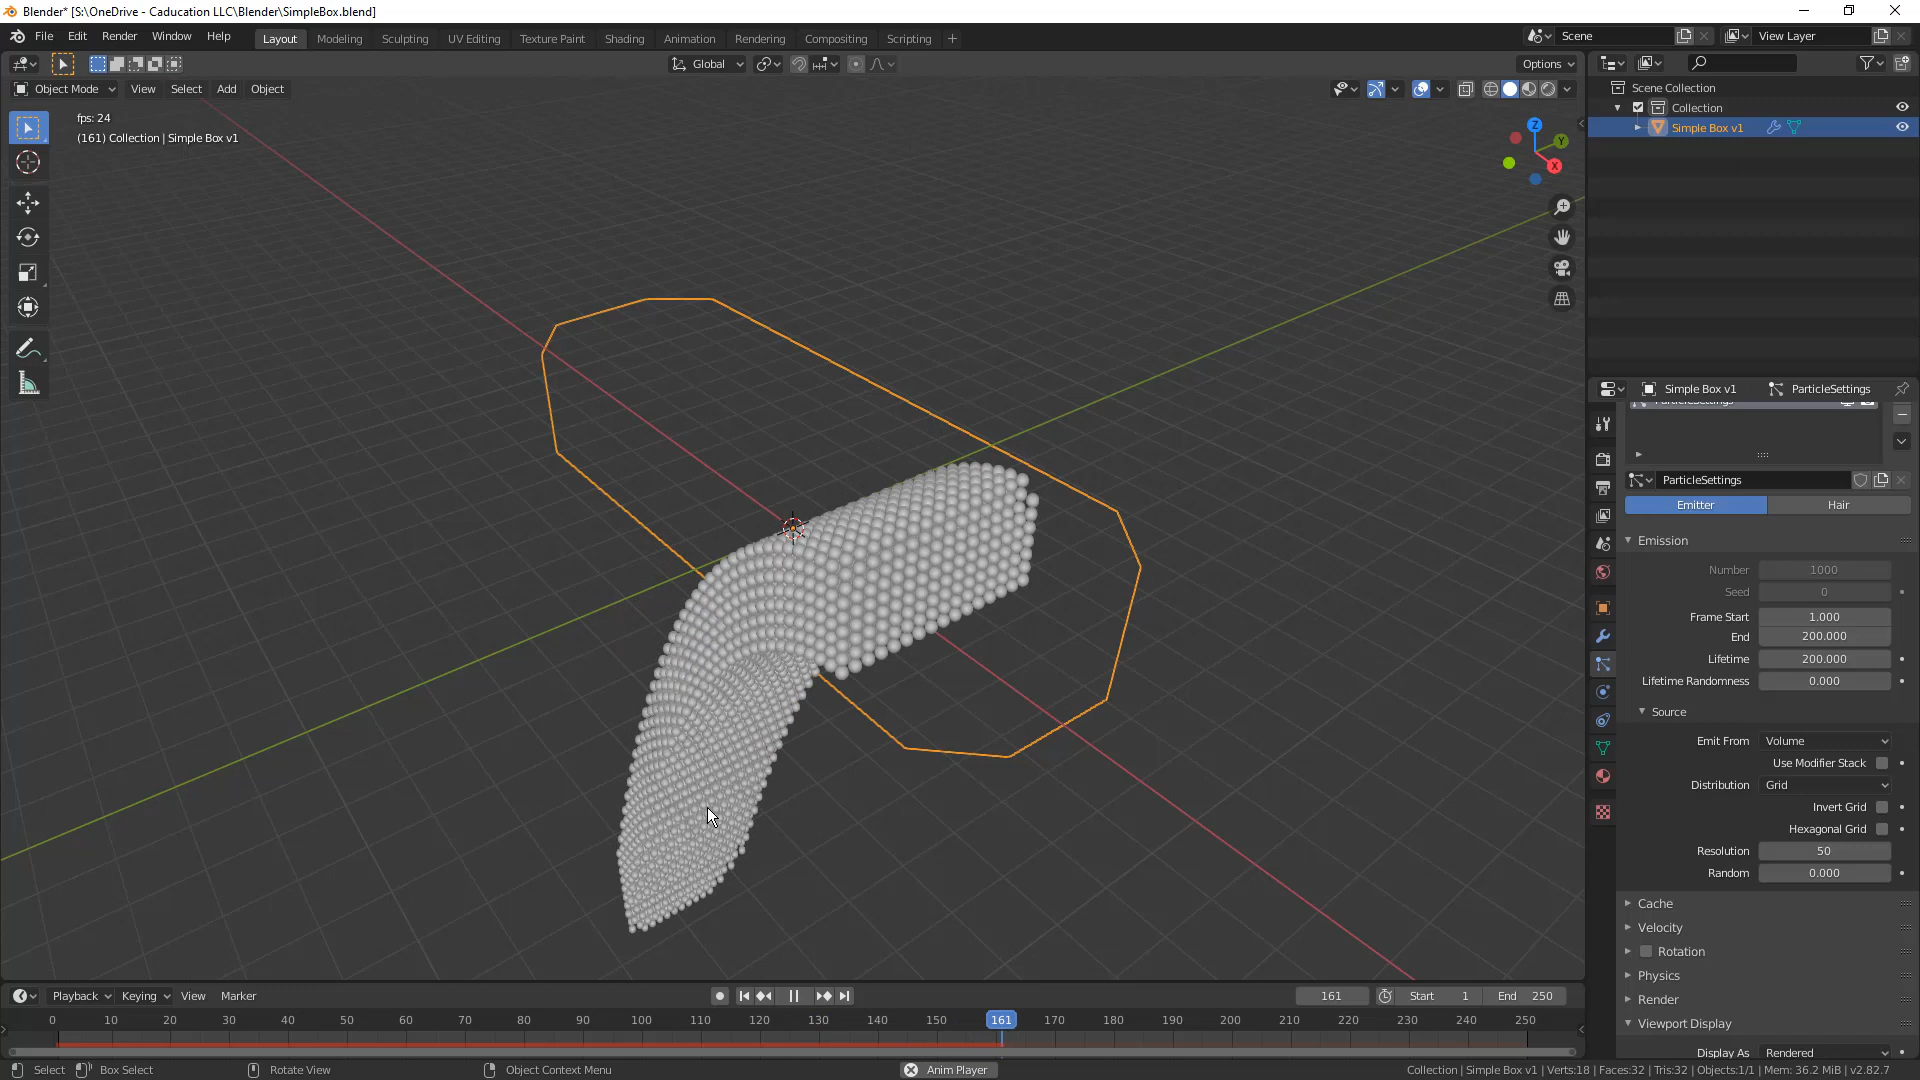 Blender* [S:\OneDrive - Caducation LLC\Blender\SimpleBox.blend]
File Edit Render Window Help Layout Modeling Sculpting UV Editing Texture Paint Shading Animation Rendering Compositing Scripting + Scene View Layer
Global Options
Object Mode View Select Add Object
fps: 24
(161) Collection | Simple Box v1
Z
Y
X
Scene Collection
Collection
Simple Box v1
Simple Box v1 ParticleSettings
ParticleSettings
ParticleSettings
Emitter Hair
Emission
Number 1000
Seed 0
Frame Start 1.000
End 200.000
Lifetime 200.000
Lifetime Randomness 0.000
Source
Emit From Volume
Use Modifier Stack
Distribution Grid
Invert Grid
Hexagonal Grid
Resolution 50
Random 0.000
Cache
Velocity
Rotation
Physics
Render
Viewport Display
Display As Rendered
Playback Keying View Marker 161 Start 1 End 250
0 10 20 30 40 50 60 70 80 90 100 110 120 130 140 150 161 170 180 190 200 210 220 230 240 250
Select Box Select Rotate View Object Context Menu Anim Player Collection | Simple Box v1 | Verts:18 | Faces:32 | Tris:32 | Objects:1/1 | Mem: 36.2 MiB | v2.82.7